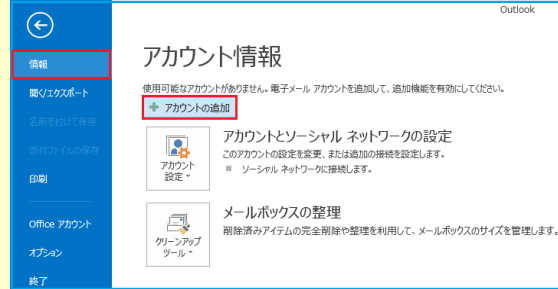 Outlook
アカウント情報
情報
開く/エクスポート
名前を付けて保存
添付ファイルの保存
印刷
Office アカウント
オプション
終了
使用可能なアカウントがありません。電子メール アカウントを追加して、追加機能を有効にしてください。
アカウントの追加
アカウント
設定
アカウントとソーシャル ネットワークの設定
このアカウントの設定を変更、または追加の接続を設定します。
ソーシャル ネットワークに接続します。
クリーンアップ
ツール
メールボックスの整理
削除済みアイテムの完全削除や整理を利用して、メールボックスのサイズを管理します。